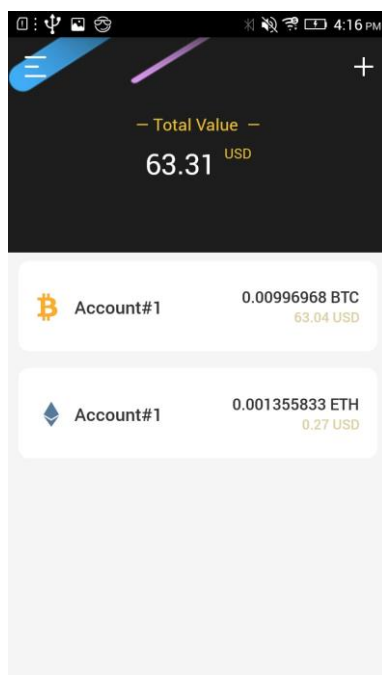 4:16 PM
— Total Value —
63.31 USD
Account#1
0.00996968 BTC
63.04 USD
Account#1
0.001355833 ETH
0.27 USD